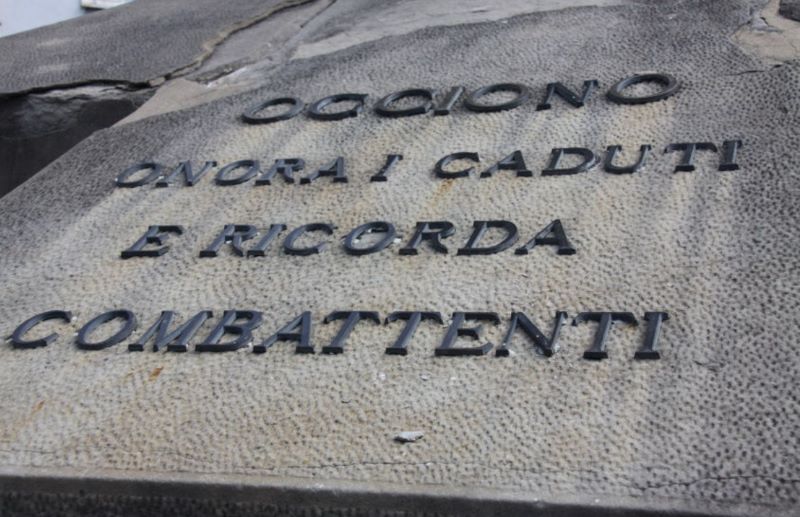 OGGIONO
ONORA I CADUTI
E RICORDA
COMBATTENTI